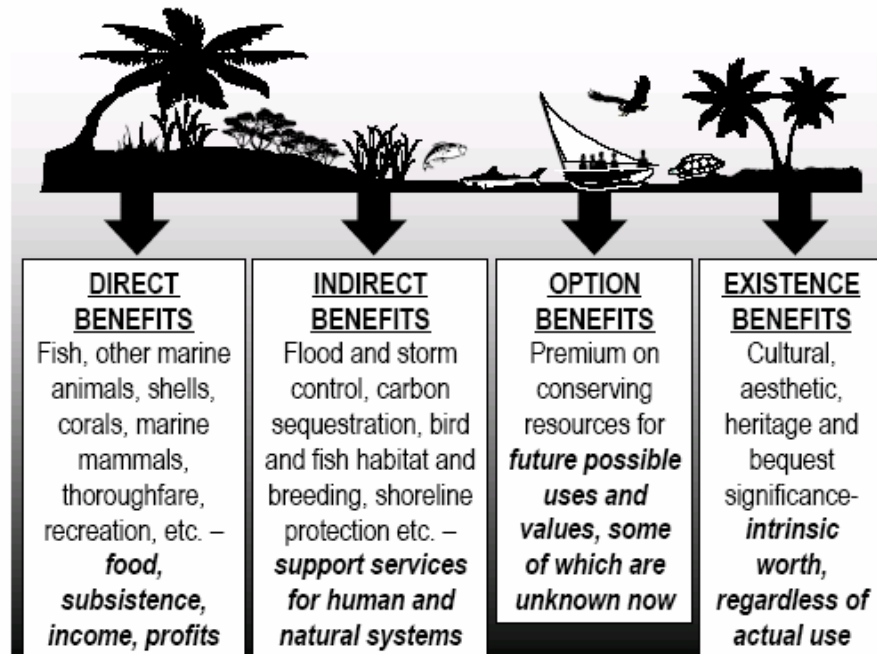 DIRECT
BENEFITS
Fish, other marine
animals, shells,
corals, marine
mammals,
thoroughfare,
recreation, etc. –
food,
subsistence,
income, profits
INDIRECT
BENEFITS
Flood and storm
control, carbon
sequestration, bird
and fish habitat and
breeding, shoreline
protection etc. –
support services
for human and
natural systems
OPTION
BENEFITS
Premium on
conserving
resources for
future possible
uses and
values, some
of which are
unknown now
EXISTENCE
BENEFITS
Cultural,
aesthetic,
heritage and
bequest
significance-
intrinsic
worth,
regardless of
actual use